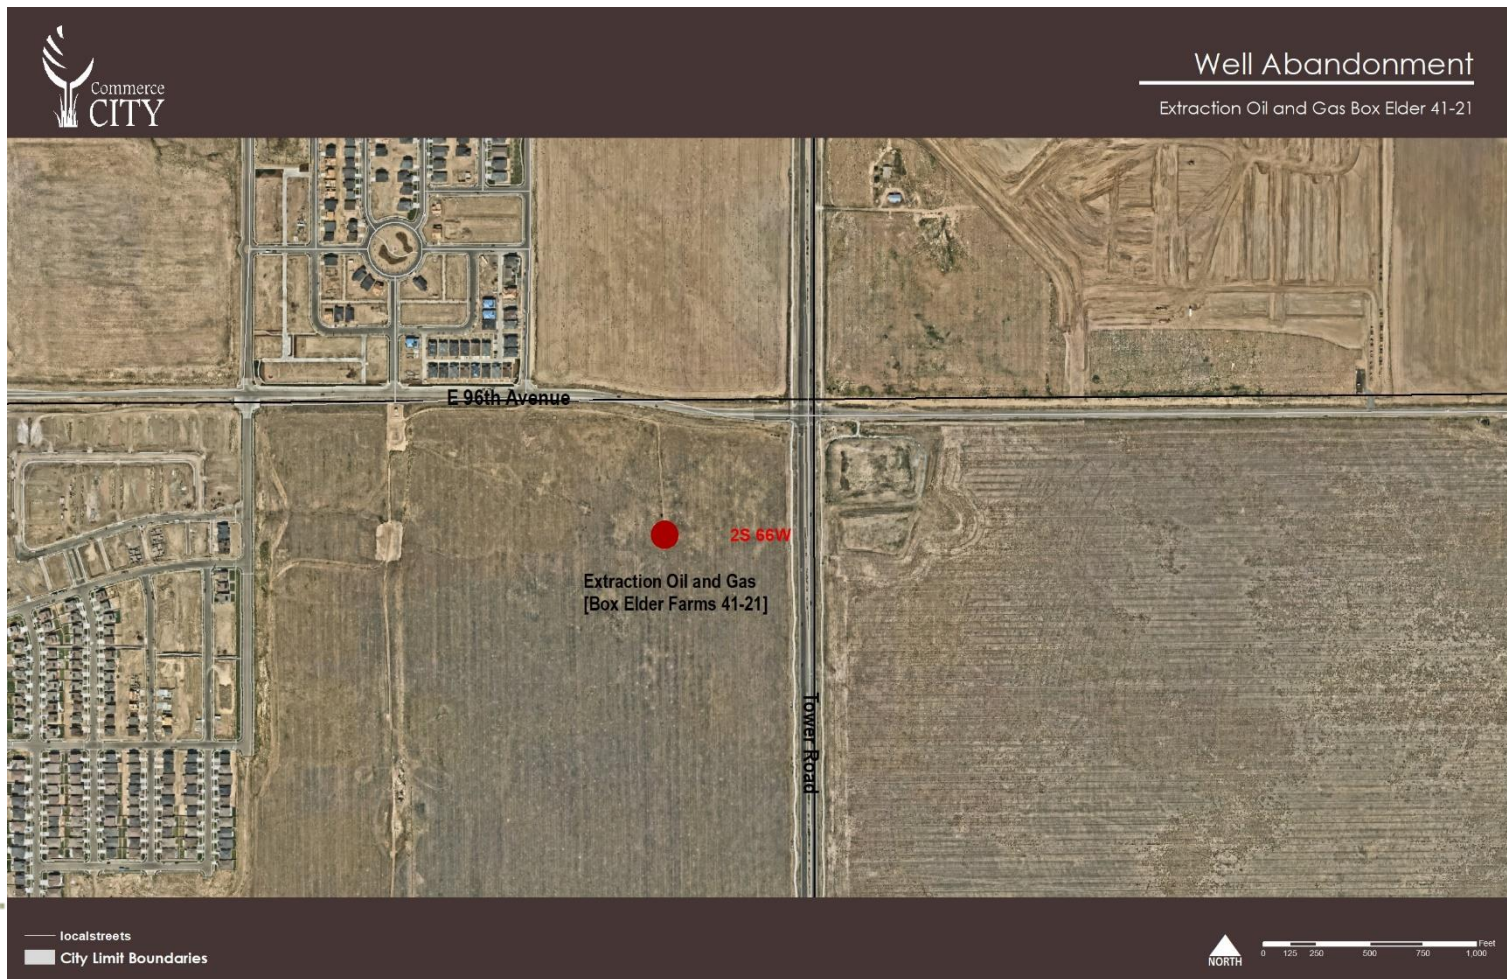 Commerce
CITY
Well Abandonment
Extraction Oil and Gas Box Elder 41-21
E 96th Avenue
2S 66W
Extraction Oil and Gas
[Box Elder Farms 41-21]
Tower Road
localstreets
City Limit Boundaries
NORTH
Feet
0 125 250 500 750 1,000